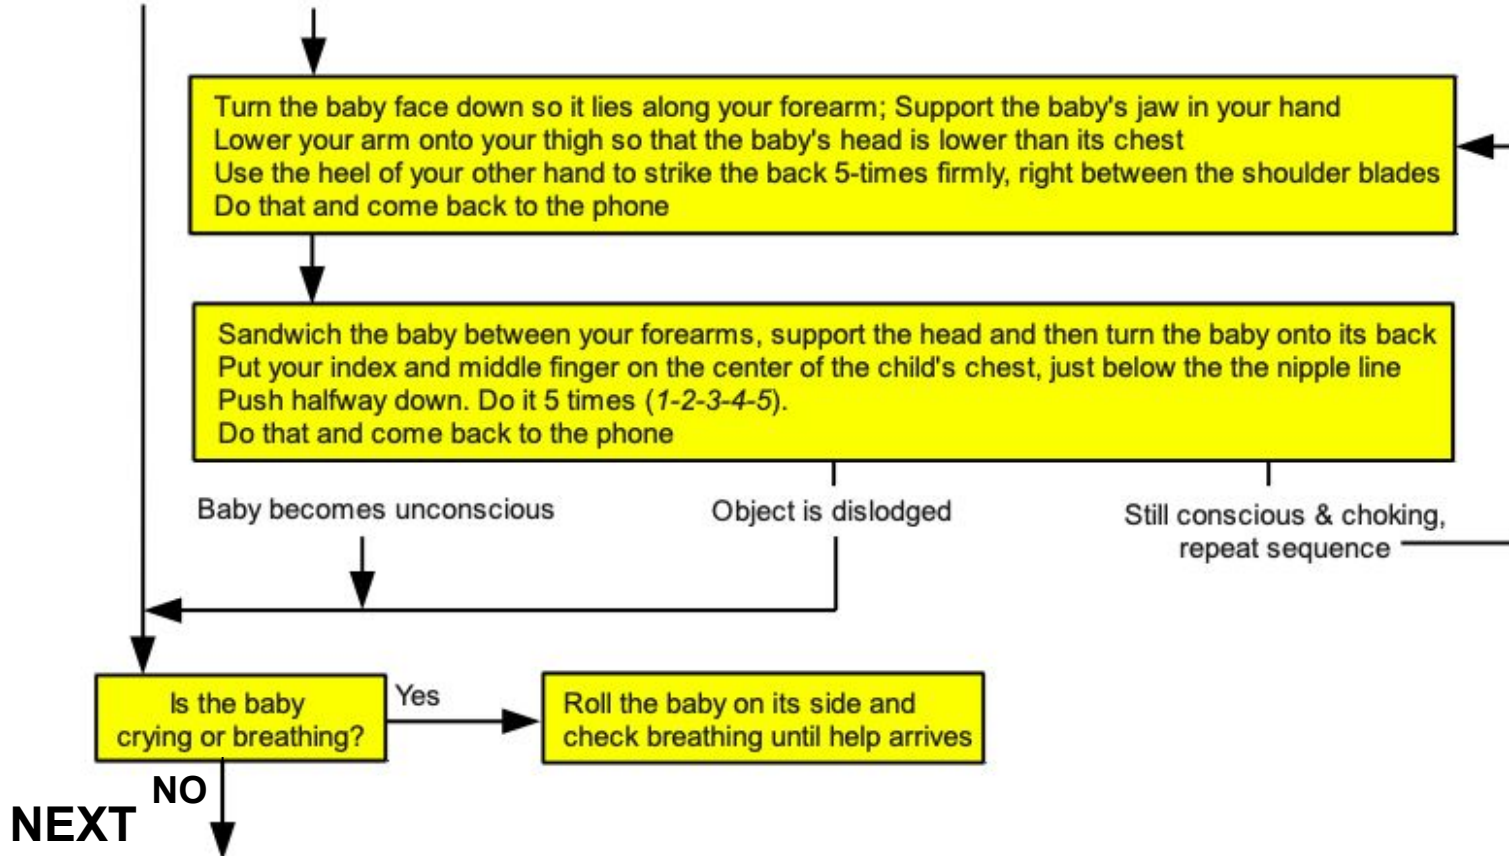 Turn the baby face down so it lies along your forearm; Support the baby's jaw in your hand
Lower your arm onto your thigh so that the baby's head is lower than its chest
Use the heel of your other hand to strike the back 5-times firmly, right between the shoulder blades
Do that and come back to the phone
Sandwich the baby between your forearms, support the head and then turn the baby onto its back
Put your index and middle finger on the center of the child's chest, just below the the nipple line
Push halfway down. Do it 5 times (1-2-3-4-5).
Do that and come back to the phone
Baby becomes unconscious
Object is dislodged
Still conscious & choking,
repeat sequence
Is the baby
crying or breathing?
Yes
Roll the baby on its side and
check breathing until help arrives
NO
NEXT